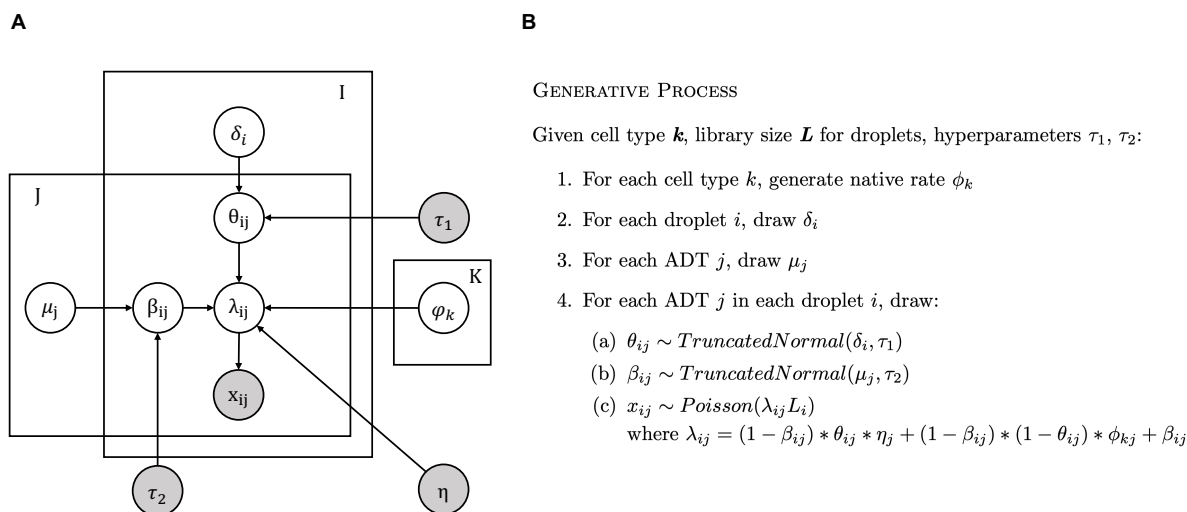 A
B
I
δᵢ
J
θᵢⱼ
τ₁
K
μⱼ
βᵢⱼ
λᵢⱼ
φₖ
xᵢⱼ
τ₂
η
GENERATIVE PROCESS
Given cell type k, library size L for droplets, hyperparameters τ₁, τ₂:
1. For each cell type k, generate native rate ϕₖ
2. For each droplet i, draw δᵢ
3. For each ADT j, draw μⱼ
4. For each ADT j in each droplet i, draw:
(a) θᵢⱼ ∼ TruncatedNormal(δᵢ, τ₁)
(b) βᵢⱼ ∼ TruncatedNormal(μⱼ, τ₂)
(c) xᵢⱼ ∼ Poisson(λᵢⱼLᵢ)
where λᵢⱼ = (1 − βᵢⱼ) * θᵢⱼ * ηⱼ + (1 − βᵢⱼ) * (1 − θᵢⱼ) * ϕₖⱼ + βᵢⱼ